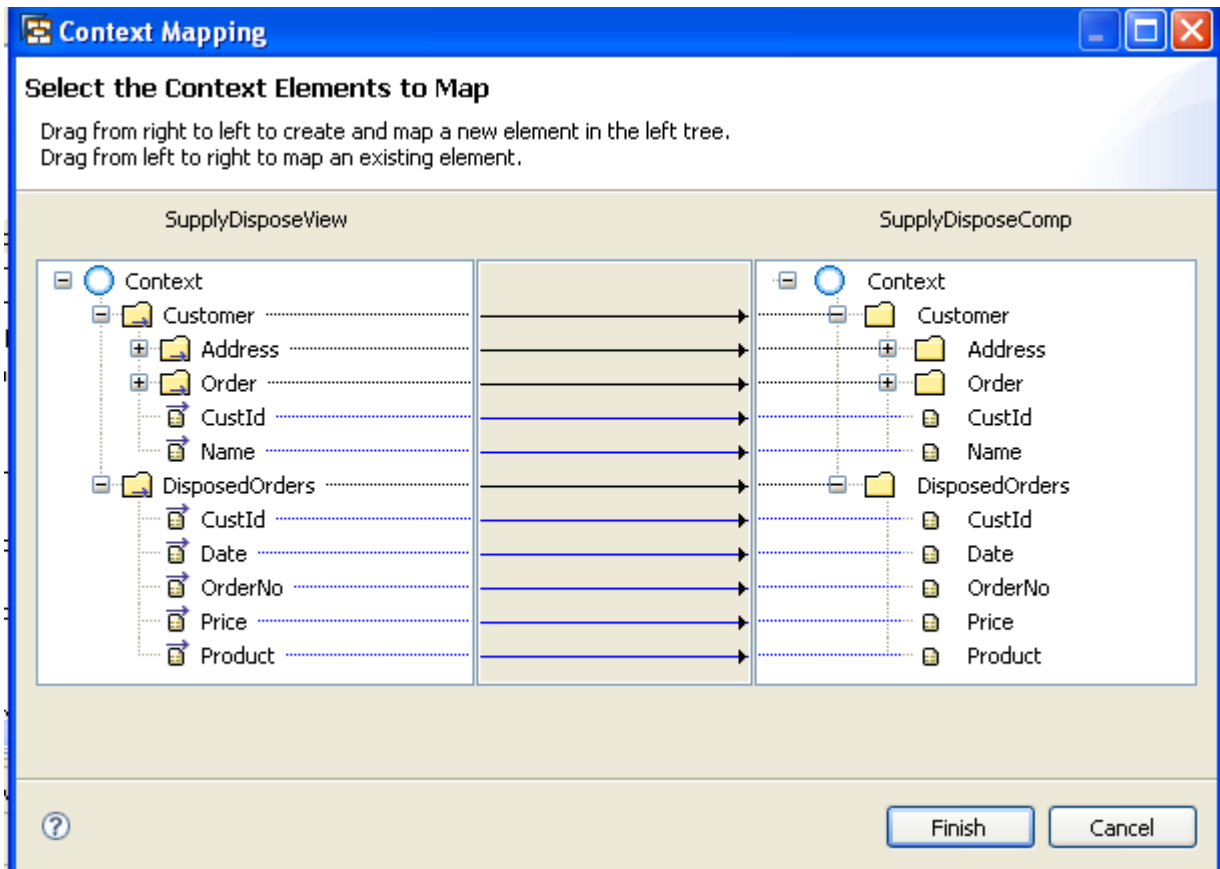 Context Mapping
Select the Context Elements to Map
Drag from right to left to create and map a new element in the left tree.
Drag from left to right to map an existing element.
SupplyDisposeView
SupplyDisposeComp
Context
Customer
Address
Order
CustId
Name
DisposedOrders
CustId
Date
OrderNo
Price
Product
Context
Customer
Address
Order
CustId
Name
DisposedOrders
CustId
Date
OrderNo
Price
Product
Finish
Cancel